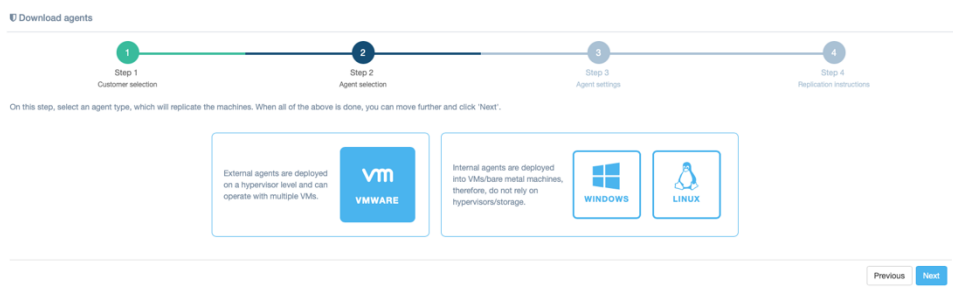 Download agents
1
2
3
4
Step 1
Step 2
Step 3
Step 4
Customer selection
Agent selection
Agent settings
Replication instructions
On this step, select an agent type, which will replicate the machines. When all of the above is done, you can move further and click 'Next'.
External agents are deployed
on a hypervisor level and can
operate with multiple VMs.
vm
VMWARE
Internal agents are deployed
into VMs/bare metal machines,
therefore, do not rely on
hypervisors/storage.
WINDOWS
LINUX
Previous
Next